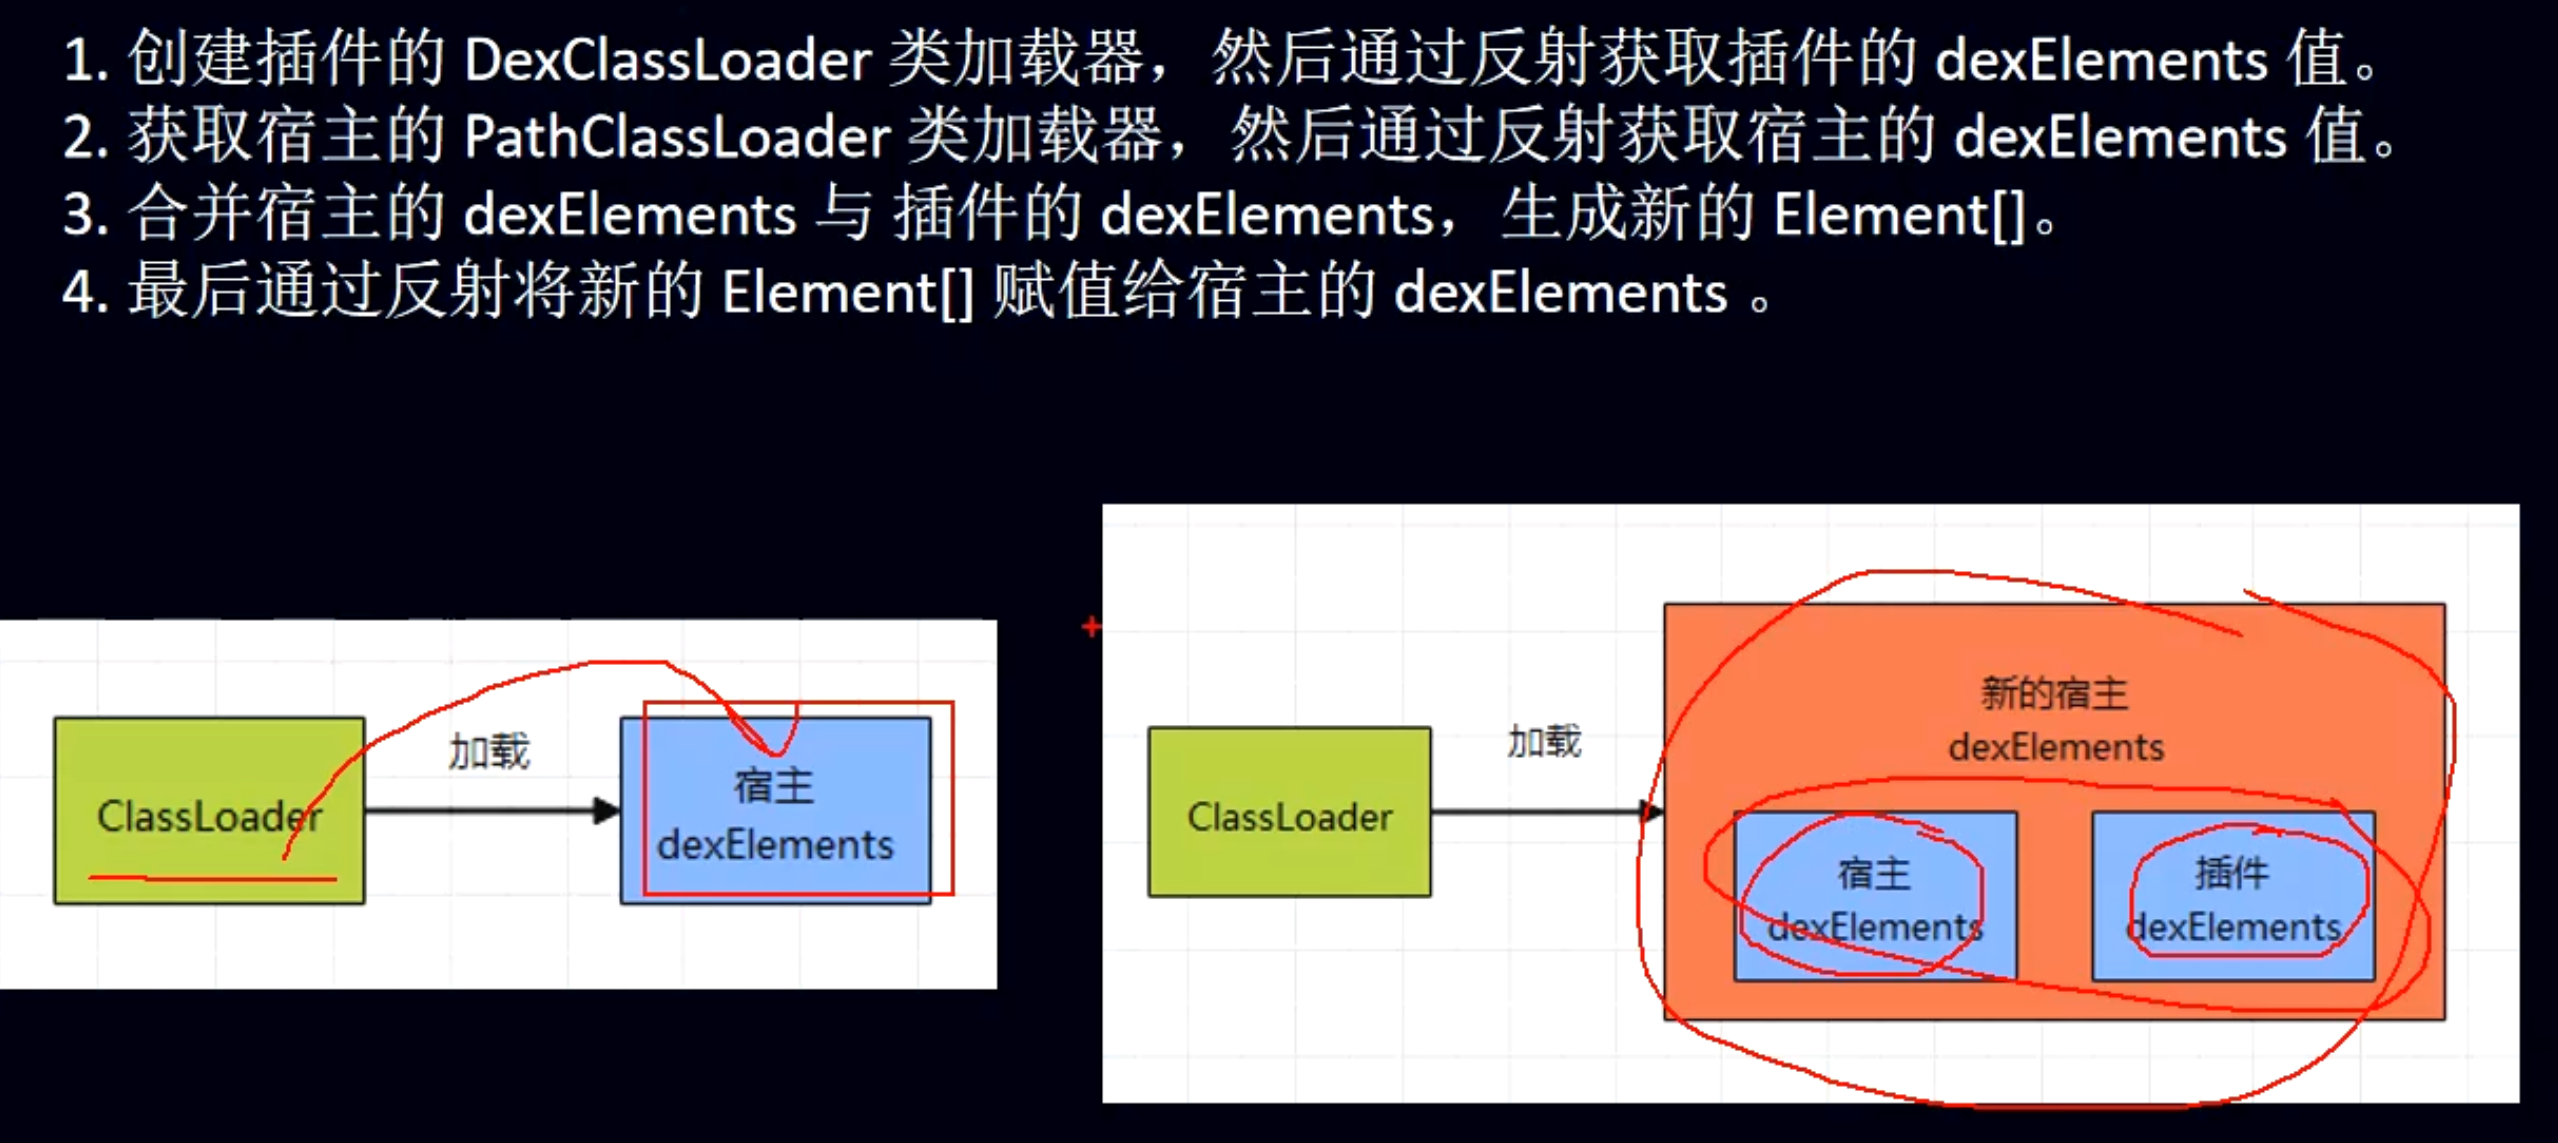 1. 创建插件的 DexClassLoader 类加载器，然后通过反射获取插件的 dexElements 值。
2. 获取宿主的 PathClassLoader 类加载器，然后通过反射获取宿主的 dexElements 值。
3. 合并宿主的 dexElements 与 插件的 dexElements，生成新的 Element[]。
4. 最后通过反射将新的 Element[] 赋值给宿主的 dexElements 。
ClassLoader
加载
宿主
dexElements
ClassLoader
加载
新的宿主
dexElements
宿主
dexElements
插件
dexElements